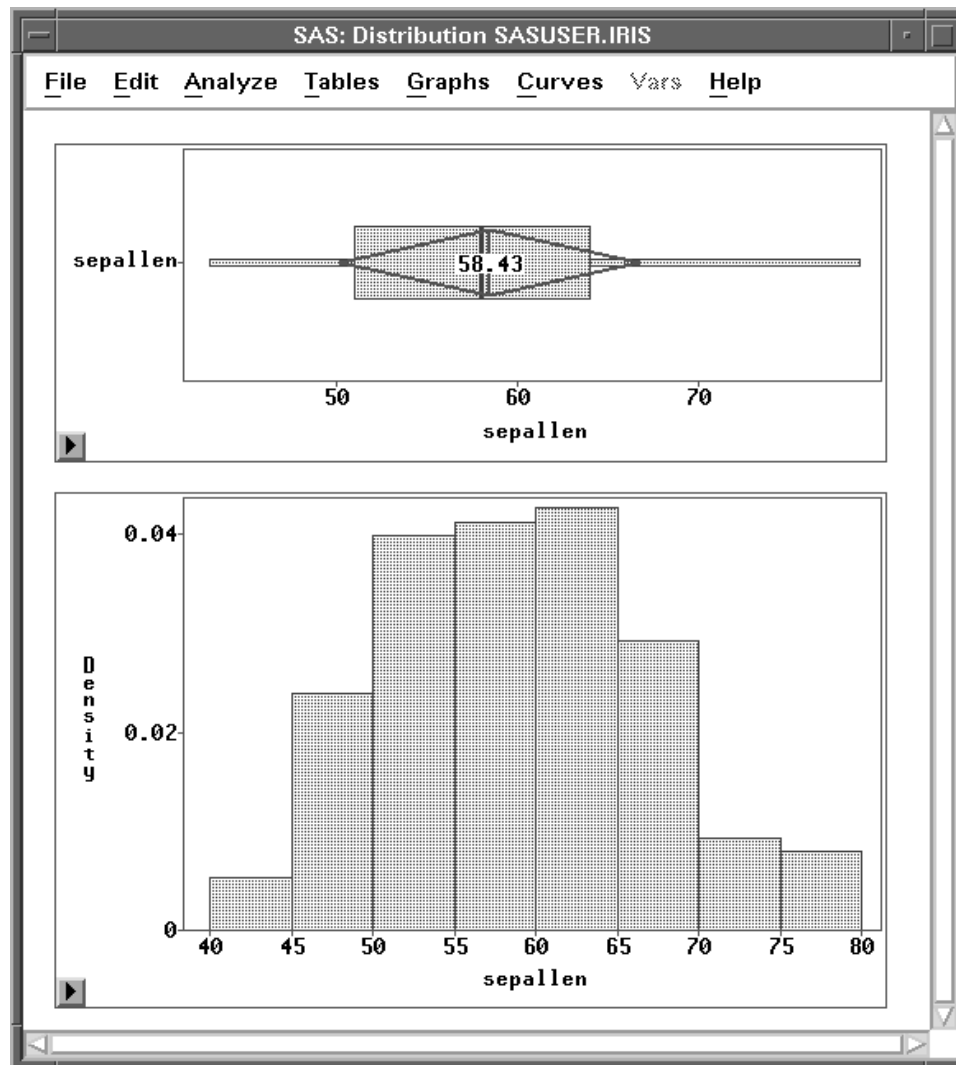 SAS: Distribution SASUSER.IRIS
File Edit Analyze Tables Graphs Curves Vars Help
sepallen
58.43
50 60 70
sepallen
0.04
Density
0.02
0
40 45 50 55 60 65 70 75 80
sepallen